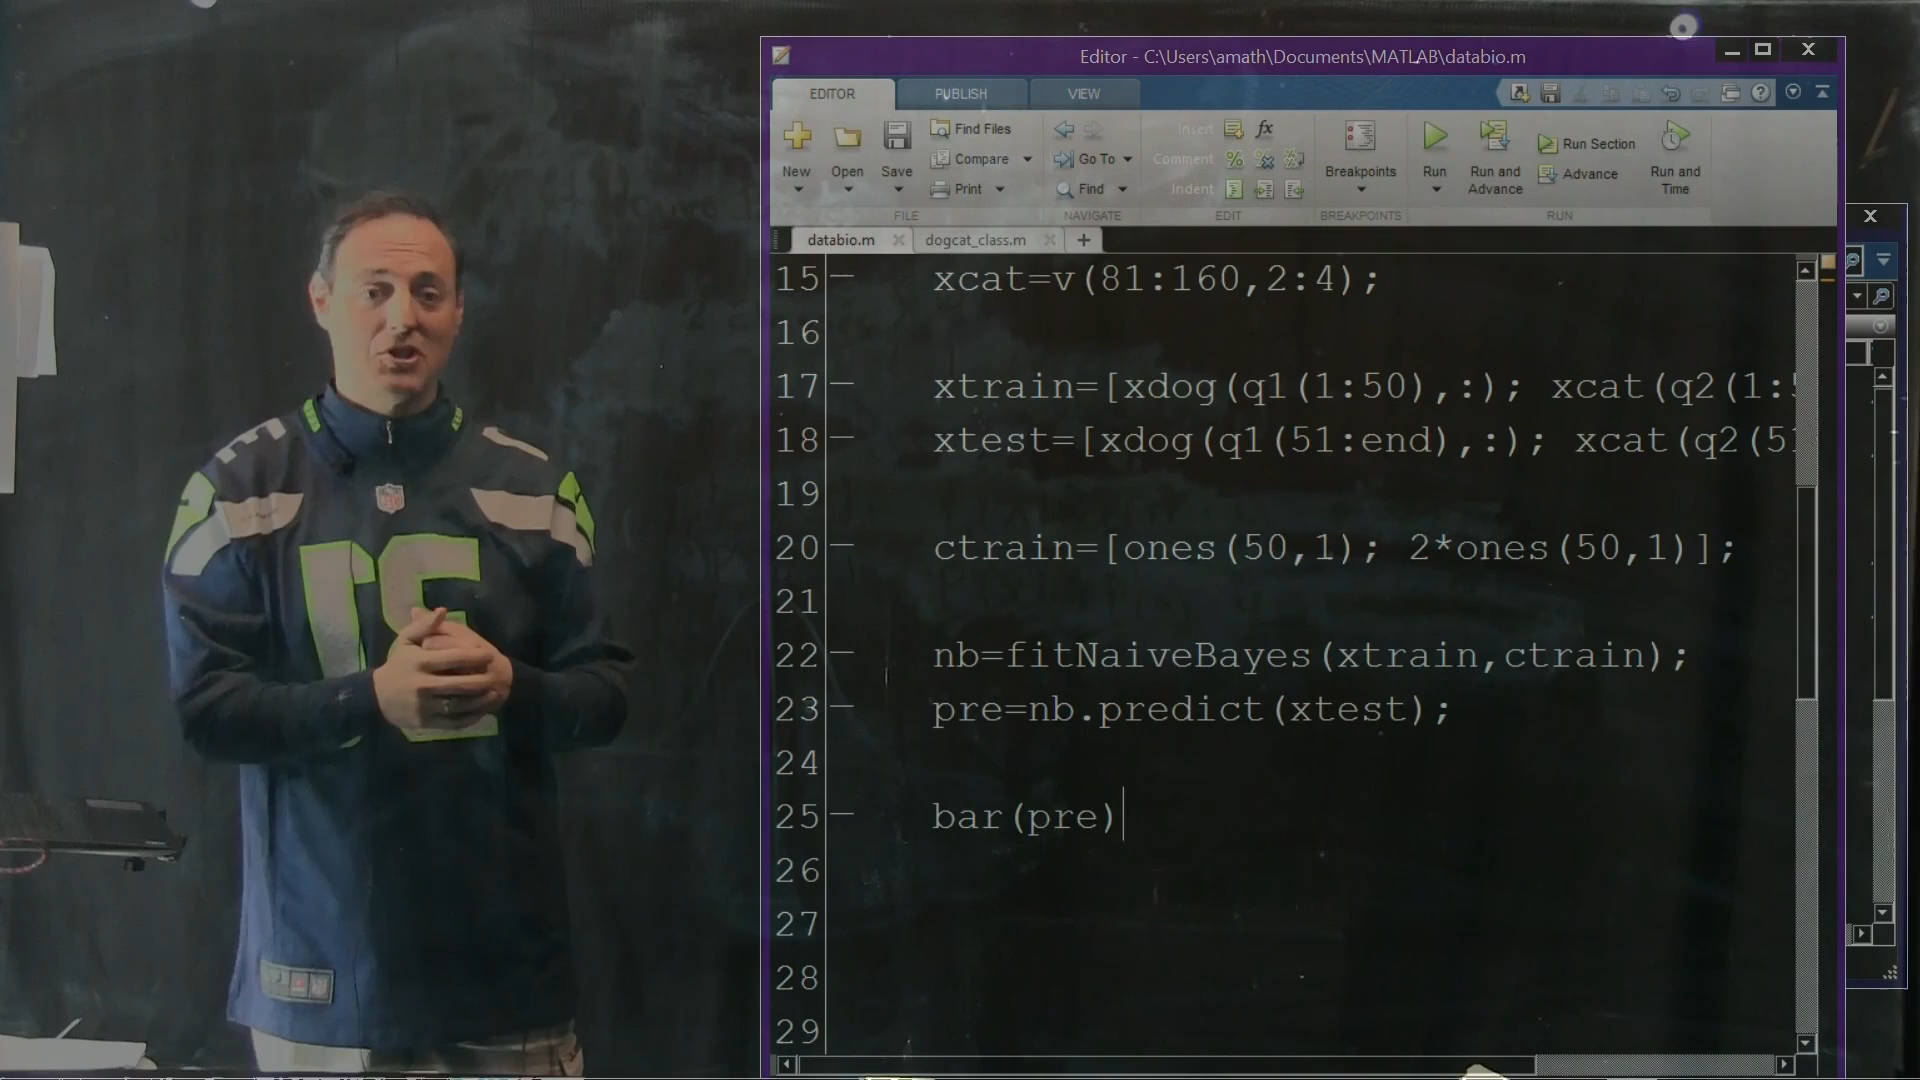 Editor - C:\Users\amath\Documents\MATLAB\databio.m
EDITOR PUBLISH VIEW
New
Open
Save
Find Files
Compare
Print
FILE
Go To
Find
NAVIGATE
Insert fx
Comment
Indent
EDIT
Breakpoints
BREAKPOINTS
Run
Run and Advance
Run Section
Advance
Run and Time
RUN
databio.m dogcat_class.m +
15 xcat=v(81:160,2:4);
16
17 xtrain=[xdog(q1(1:50),:); xcat(q2(1:
18 xtest=[xdog(q1(51:end),:); xcat(q2(51
19
20 ctrain=[ones(50,1); 2*ones(50,1)];
21
22 nb=fitNaiveBayes(xtrain,ctrain);
23 pre=nb.predict(xtest);
24
25 bar(pre)
26
27
28
29